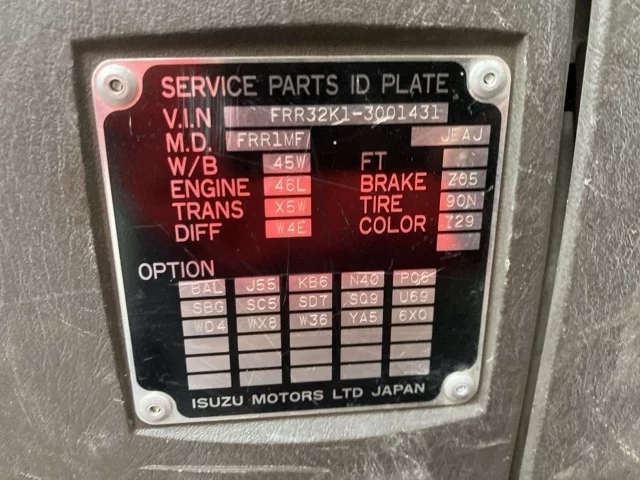 SERVICE PARTS ID PLATE
V.I.N FRR32K1-3001431
M.D. FRR1MF JEAJ
W/B 45W FT
ENGINE 46L BRAKE Z05
TRANS X5W TIRE 90N
DIFF W4E COLOR 729
OPTION
BAL J55 KB6 N40 PC8
SBG SC5 SD7 SQ9 U69
WD4 WX8 W36 YA5 6XQ
ISUZU MOTORS LTD JAPAN